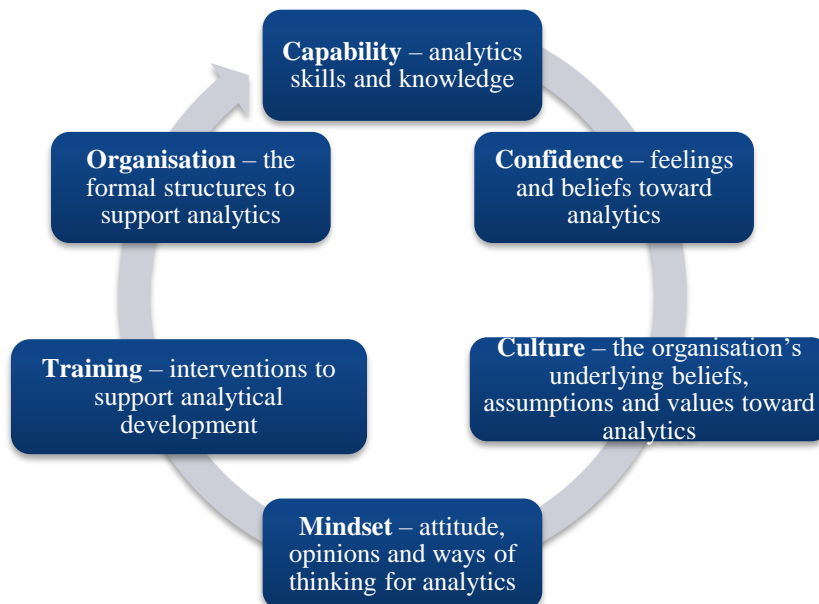 Capability – analytics
skills and knowledge
Confidence – feelings
and beliefs toward
analytics
Culture – the organisation’s
underlying beliefs,
assumptions and values toward
analytics
Mindset – attitude,
opinions and ways of
thinking for analytics
Training – interventions to
support analytical
development
Organisation – the
formal structures to
support analytics